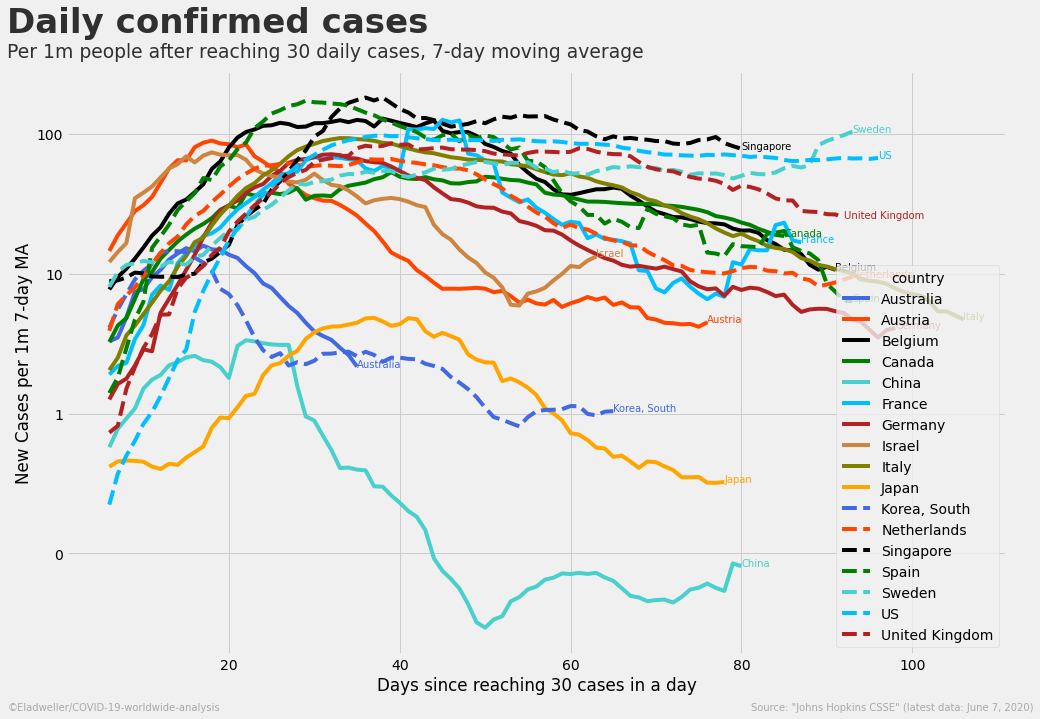 Daily confirmed cases
Per 1m people after reaching 30 daily cases, 7-day moving average
New Cases per 1m 7-day MA
100
10
1
0
Sweden
Singapore
US
United Kingdom
Canada
France
Israel
Belgium
Netherlands
Spain
Italy
Germany
Austria
Australia
Korea, South
Japan
China
country
Australia
Austria
Belgium
Canada
China
France
Germany
Israel
Italy
Japan
Korea, South
Netherlands
Singapore
Spain
Sweden
US
United Kingdom
20 40 60 80 100
Days since reaching 30 cases in a day
©Eladweller/COVID-19-worldwide-analysis
Source: "Johns Hopkins CSSE" (latest data: June 7, 2020)